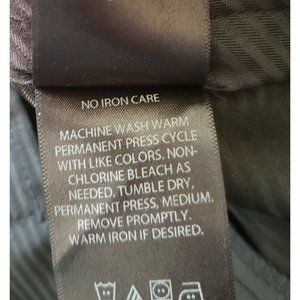 NO IRON CARE
MACHINE WASH WARM
PERMANENT PRESS CYCLE
WITH LIKE COLORS. NON-
CHLORINE BLEACH AS
NEEDED. TUMBLE DRY,
PERMANENT PRESS, MEDIUM.
REMOVE PROMPTLY.
WARM IRON IF DESIRED.